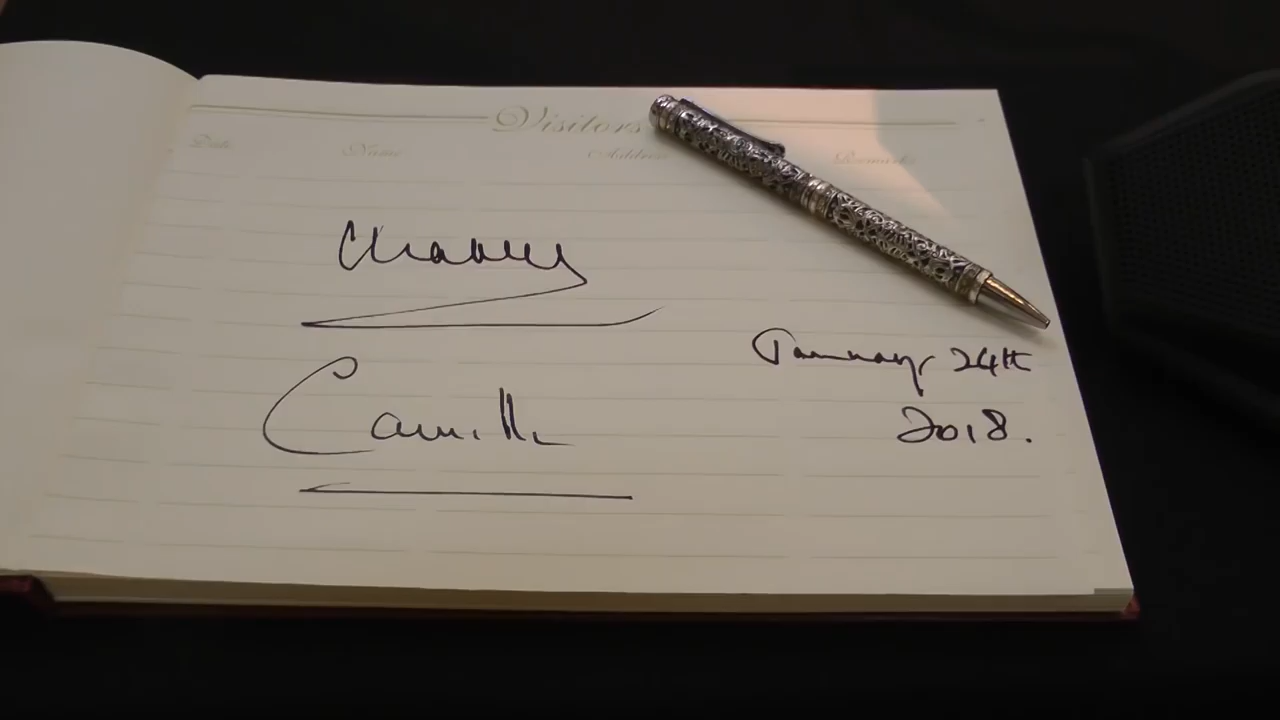 Visitors
Date Name Address Remarks
Charles
January 24th
Camilla
2018.